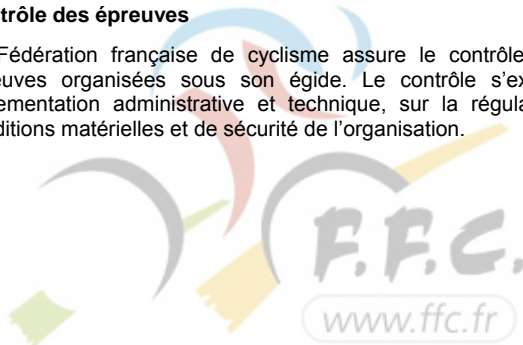 trôle des épreuves
Fédération française de cyclisme assure le contrôle
euves organisées sous son égide. Le contrôle s'ex
ementation administrative et technique, sur la régula
ditions matérielles et de sécurité de l'organisation.
F.F.C.
www.ffc.fr